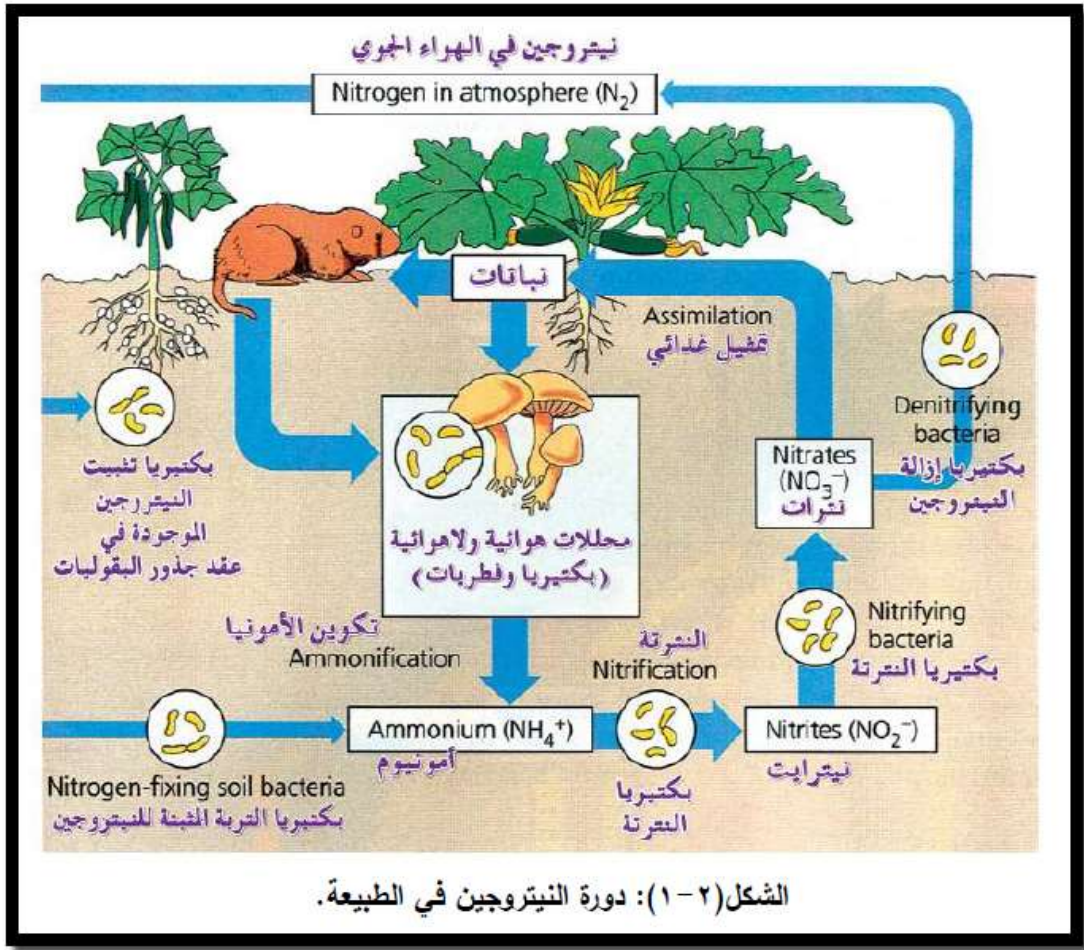 نيتروجين في الهواء الجوي
Nitrogen in atmosphere (N₂)
نباتات
Assimilation
تمثيل غذائي
Denitrifying
bacteria
بكتيريا إزالة
النيتروجين
Nitrates
(NO₃⁻)
نترات
بكتيريا تثبيت
النيتروجين
الموجودة في
عقد جذور البقوليات
محللات هوائية ولاهوائية
(بكتيريا وفطريات)
تكوين الأمونيا
Ammonification
النترتة
Nitrification
Nitrifying
bacteria
بكتيريا النترتة
Ammonium (NH₄⁺)
أمونيوم
Nitrites (NO₂⁻)
نيترايت
Nitrogen-fixing soil bacteria
بكتيريا التربة المثبتة للنيتروجين
بكتيريا
النترتة
الشكل(٢-١): دورة النيتروجين في الطبيعة.